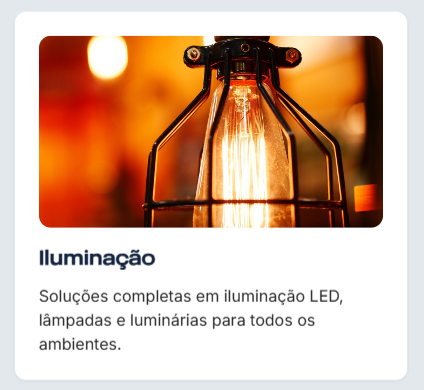 Iluminação
Soluções completas em iluminação LED,
lâmpadas e luminárias para todos os
ambientes.